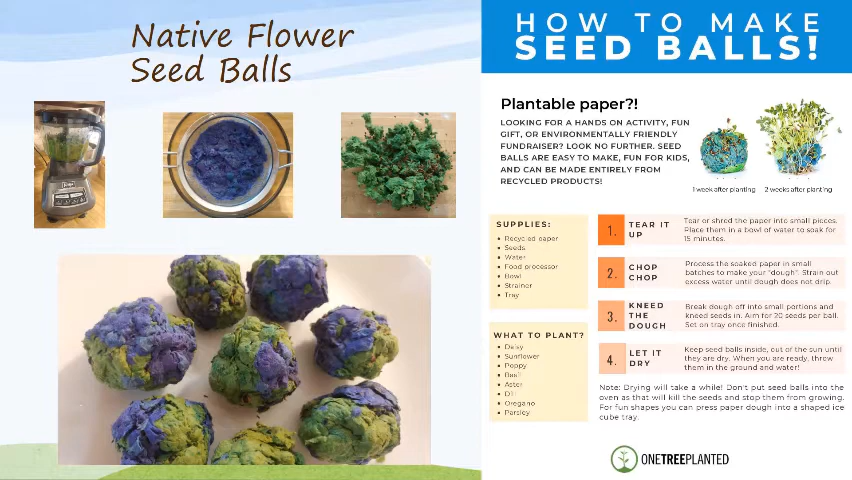 Native Flower
Seed Balls
HOW TO MAKE
SEED BALLS!
Plantable paper?!
LOOKING FOR A HANDS ON ACTIVITY, FUN
GIFT, OR ENVIRONMENTALLY FRIENDLY
FUNDRAISER? LOOK NO FURTHER. SEED
BALLS ARE EASY TO MAKE, FUN FOR KIDS,
AND CAN BE MADE ENTIRELY FROM
RECYCLED PRODUCTS!
1 week after planting
2 weeks after planting
SUPPLIES:
Recycled paper
Seeds
Water
Food processor
Bowl
Strainer
Tray
WHAT TO PLANT?
Daisy
Sunflower
Poppy
Basil
Aster
Dill
Oregano
Parsley
1.
TEAR IT
UP
Tear or shred the paper into small pieces.
Place them in a bowl of water to soak for
15 minutes.
2.
CHOP
CHOP
Process the soaked paper in small
batches to make your "dough". Strain out
excess water until dough does not drip.
3.
KNEED
THE
DOUGH
Break dough off into small portions and
kneed seeds in. Aim for 20 seeds per ball.
Set on tray once finished.
4.
LET IT
DRY
Keep seed balls inside, out of the sun until
they are dry. When you are ready, throw
them in the ground and water!
Note: Drying will take a while! Don't put seed balls into the
oven as that will kill the seeds and stop them from growing.
For fun shapes you can press paper dough into a shaped ice
cube tray.
ONETREEPLANTED